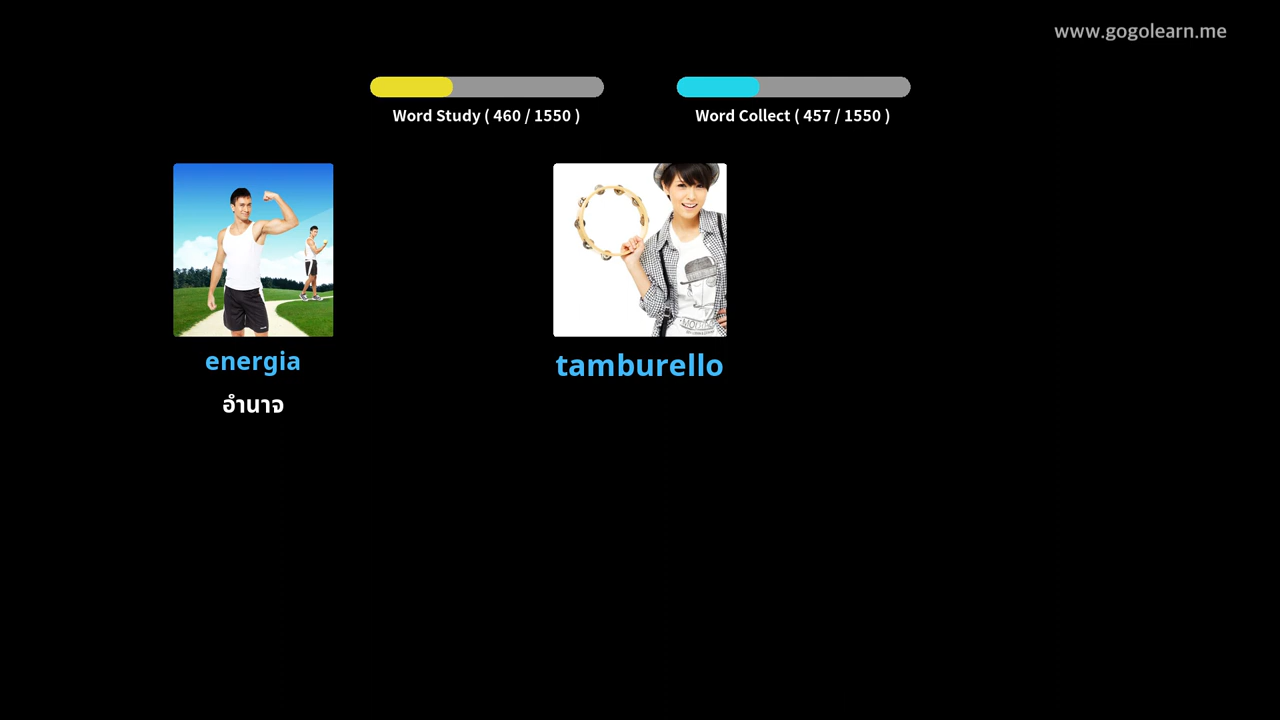 www.gogolearn.me
Word Study ( 460 / 1550 )
Word Collect ( 457 / 1550 )
energia
อำนาจ
tamburello